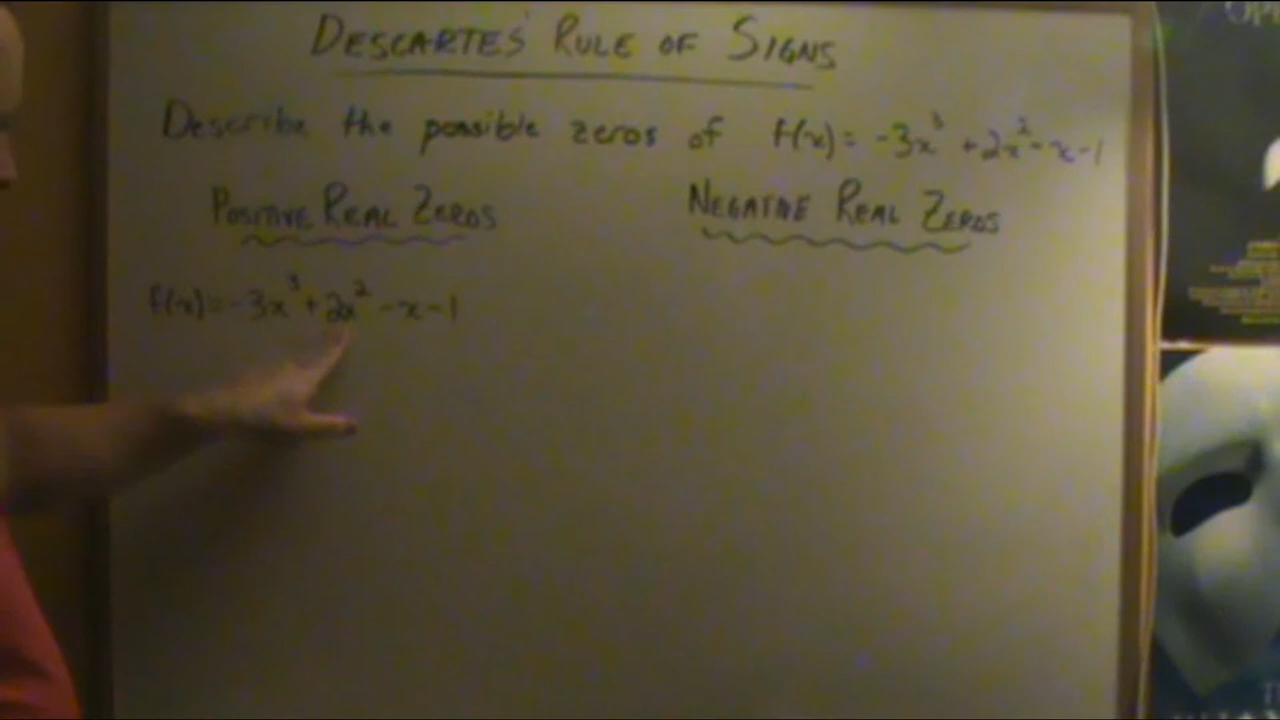 DESCARTES' RULE OF SIGNS
Describe the possible zeros of f(x) = -3x³ + 2x² - x - 1
POSITIVE REAL ZEROS
NEGATIVE REAL ZEROS
f(x) = -3x³ + 2x² - x - 1